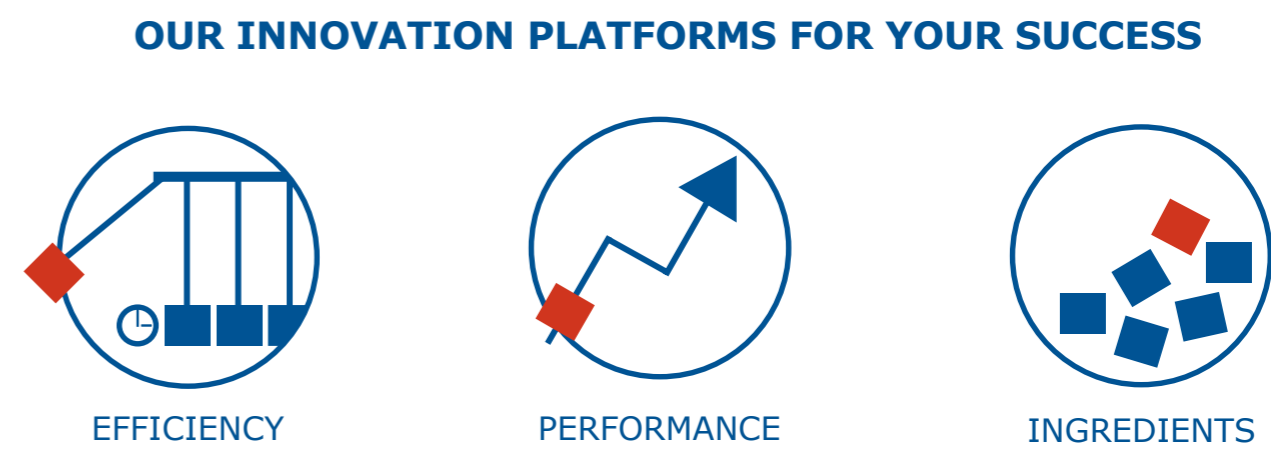 OUR INNOVATION PLATFORMS FOR YOUR SUCCESS
EFFICIENCY
PERFORMANCE
INGREDIENTS